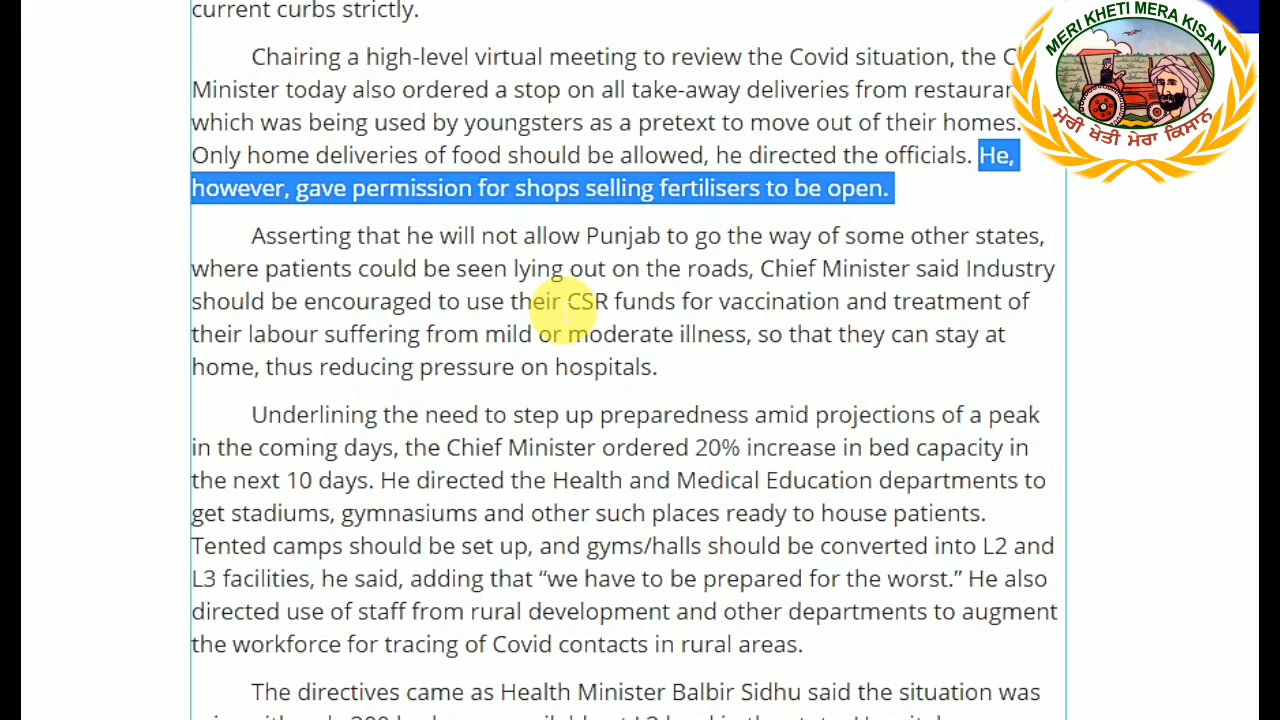 current curbs strictly.
Chairing a high-level virtual meeting to review the Covid situation, the
Minister today also ordered a stop on all take-away deliveries from
which was being used by youngsters as a pretext to move out of their homes.
Only home deliveries of food should be allowed, he directed the officials. He,
however, gave permission for shops selling fertilisers to be open.
Asserting that he will not allow Punjab to go the way of some other states,
where patients could be seen lying out on the roads, Chief Minister said Industry
should be encouraged to use their CSR funds for vaccination and treatment of
their labour suffering from mild or moderate illness, so that they can stay at
home, thus reducing pressure on hospitals.
Underlining the need to step up preparedness amid projections of a peak
in the coming days, the Chief Minister ordered 20% increase in bed capacity in
the next 10 days. He directed the Health and Medical Education departments to
get stadiums, gymnasiums and other such places ready to house patients.
Tented camps should be set up, and gyms/halls should be converted into L2 and
L3 facilities, he said, adding that “we have to be prepared for the worst.” He also
directed use of staff from rural development and other departments to augment
the workforce for tracing of Covid contacts in rural areas.
The directives came as Health Minister Balbir Sidhu said the situation was
MERI KHETI MERA KISAN
ਮੇਰੀ ਖੇਤੀ ਮੇਰਾ ਕਿਸਾਨ